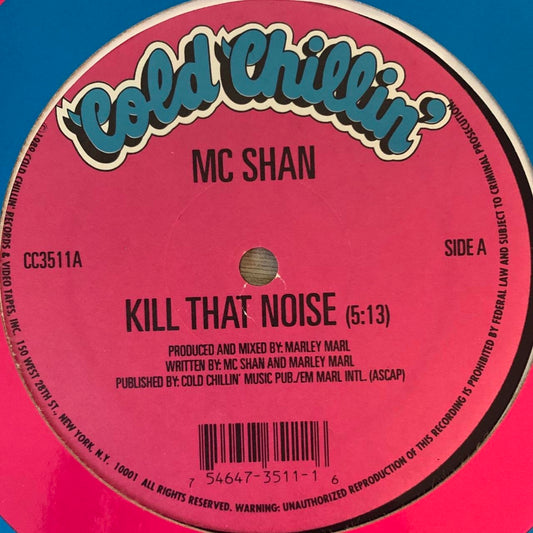 "Cold Chillin'"
MC SHAN
CC3511A
SIDE A
KILL THAT NOISE (5:13)
PRODUCED AND MIXED BY: MARLEY MARL
WRITTEN BY: MC SHAN AND MARLEY MARL
PUBLISHED BY: COLD CHILLIN' MUSIC PUB./EM MARL INTL. (ASCAP)
7 54647-3511-1 6
COLD CHILLIN' RECORDS & VIDEO TAPES, INC. 150 WEST 28TH ST., NEW YORK, N.Y. 10001 ALL RIGHTS RESERVED. WARNING: UNAUTHORIZED REPRODUCTION OF THIS RECORDING IS PROHIBITED BY FEDERAL LAW AND SUBJECT TO CRIMINAL PROSECUTION.